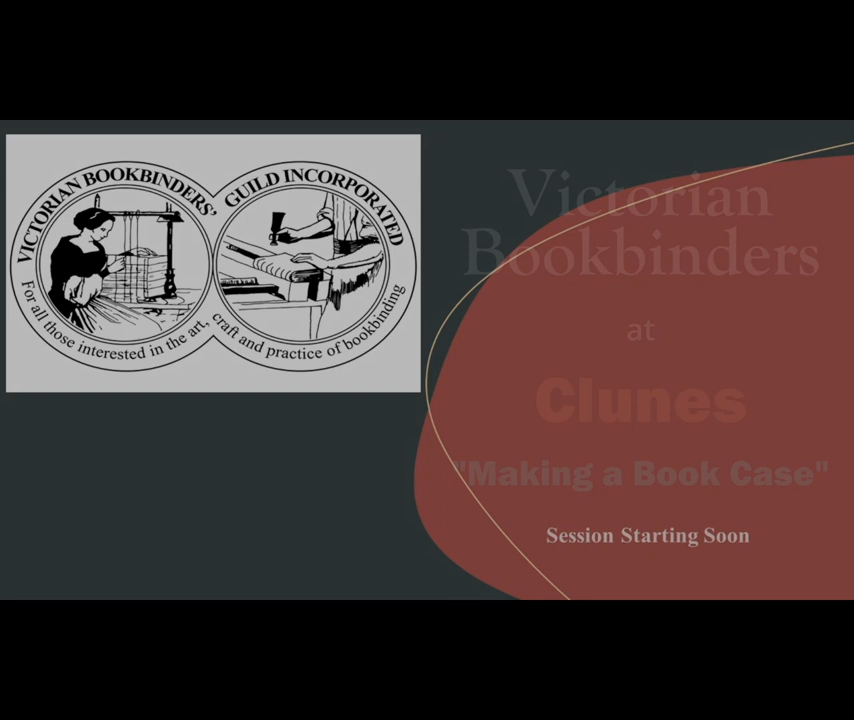 VICTORIAN BOOKBINDERS' GUILD INCORPORATED
For all those interested in the art, craft and practice of bookbinding
Victorian
Bookbinders
at
Clunes
"Making a Book Case"
Session Starting Soon